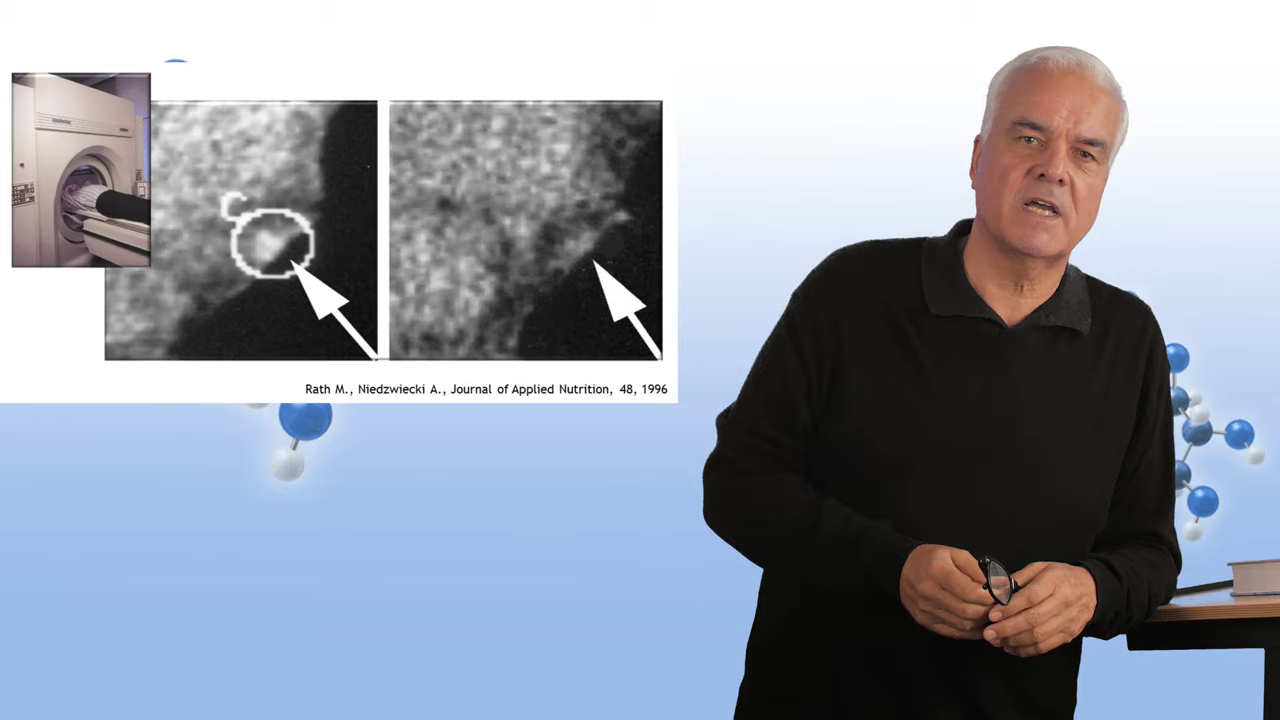 Rath M., Niedzwiecki A., Journal of Applied Nutrition, 48, 1996